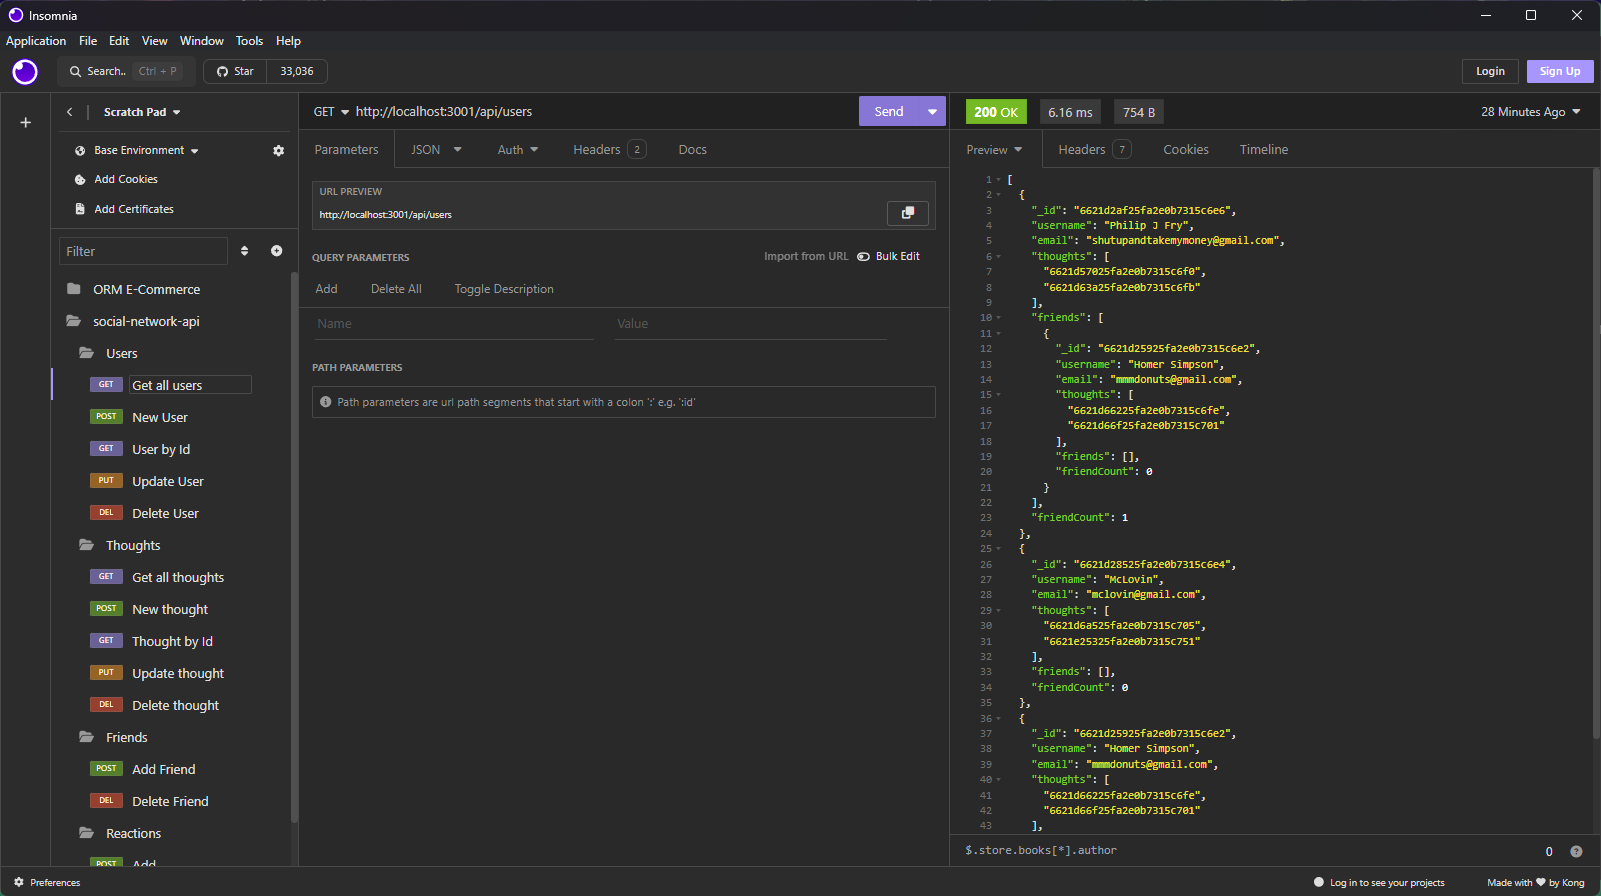 Insomnia
Application File Edit View Window Tools Help
Search.. Ctrl + P Star 33,036 Login Sign Up
Scratch Pad
Base Environment
Add Cookies
Add Certificates
Filter
ORM E-Commerce
social-network-api
Users
GET Get all users
POST New User
GET User by Id
PUT Update User
DEL Delete User
Thoughts
GET Get all thoughts
POST New thought
GET Thought by Id
PUT Update thought
DEL Delete thought
Friends
POST Add Friend
DEL Delete Friend
Reactions
POST Add
GET http://localhost:3001/api/users Send
Parameters JSON Auth Headers 2 Docs
URL PREVIEW
http://localhost:3001/api/users
QUERY PARAMETERS Import from URL Bulk Edit
Add Delete All Toggle Description
Name Value
PATH PARAMETERS
Path parameters are url path segments that start with a colon ':' e.g. ':id'
200 OK 6.16 ms 754 B 28 Minutes Ago
Preview Headers 7 Cookies Timeline
1 [
2 {
3 "_id": "6621d2af25fa2e0b7315c6e6",
4 "username": "Philip J Fry",
5 "email": "shutupandtakemymoney@gmail.com",
6 "thoughts": [
7 "6621d57025fa2e0b7315c6f0",
8 "6621d63a25fa2e0b7315c6fb"
9 ],
10 "friends": [
11 {
12 "_id": "6621d25925fa2e0b7315c6e2",
13 "username": "Homer Simpson",
14 "email": "mmmdonuts@gmail.com",
15 "thoughts": [
16 "6621d66225fa2e0b7315c6fe",
17 "6621d66f25fa2e0b7315c701"
18 ],
19 "friends": [],
20 "friendCount": 0
21 }
22 ],
23 "friendCount": 1
24 },
25 {
26 "_id": "6621d28525fa2e0b7315c6e4",
27 "username": "McLovin",
28 "email": "mclovin@gmail.com",
29 "thoughts": [
30 "6621d6a525fa2e0b7315c705",
31 "6621e25325fa2e0b7315c751"
32 ],
33 "friends": [],
34 "friendCount": 0
35 },
36 {
37 "_id": "6621d25925fa2e0b7315c6e2",
38 "username": "Homer Simpson",
39 "email": "mmmdonuts@gmail.com",
40 "thoughts": [
41 "6621d66225fa2e0b7315c6fe",
42 "6621d66f25fa2e0b7315c701"
43 ],
$.store.books[*].author 0
Preferences Log in to see your projects Made with ♥ by Kong